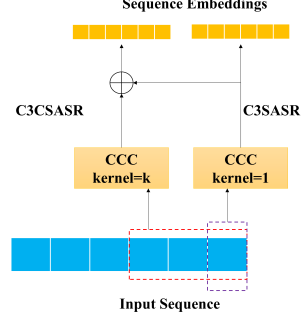 Sequence Embeddings
C3CSASR
C3SASR
CCC
kernel=k
CCC
kernel=1
Input Sequence